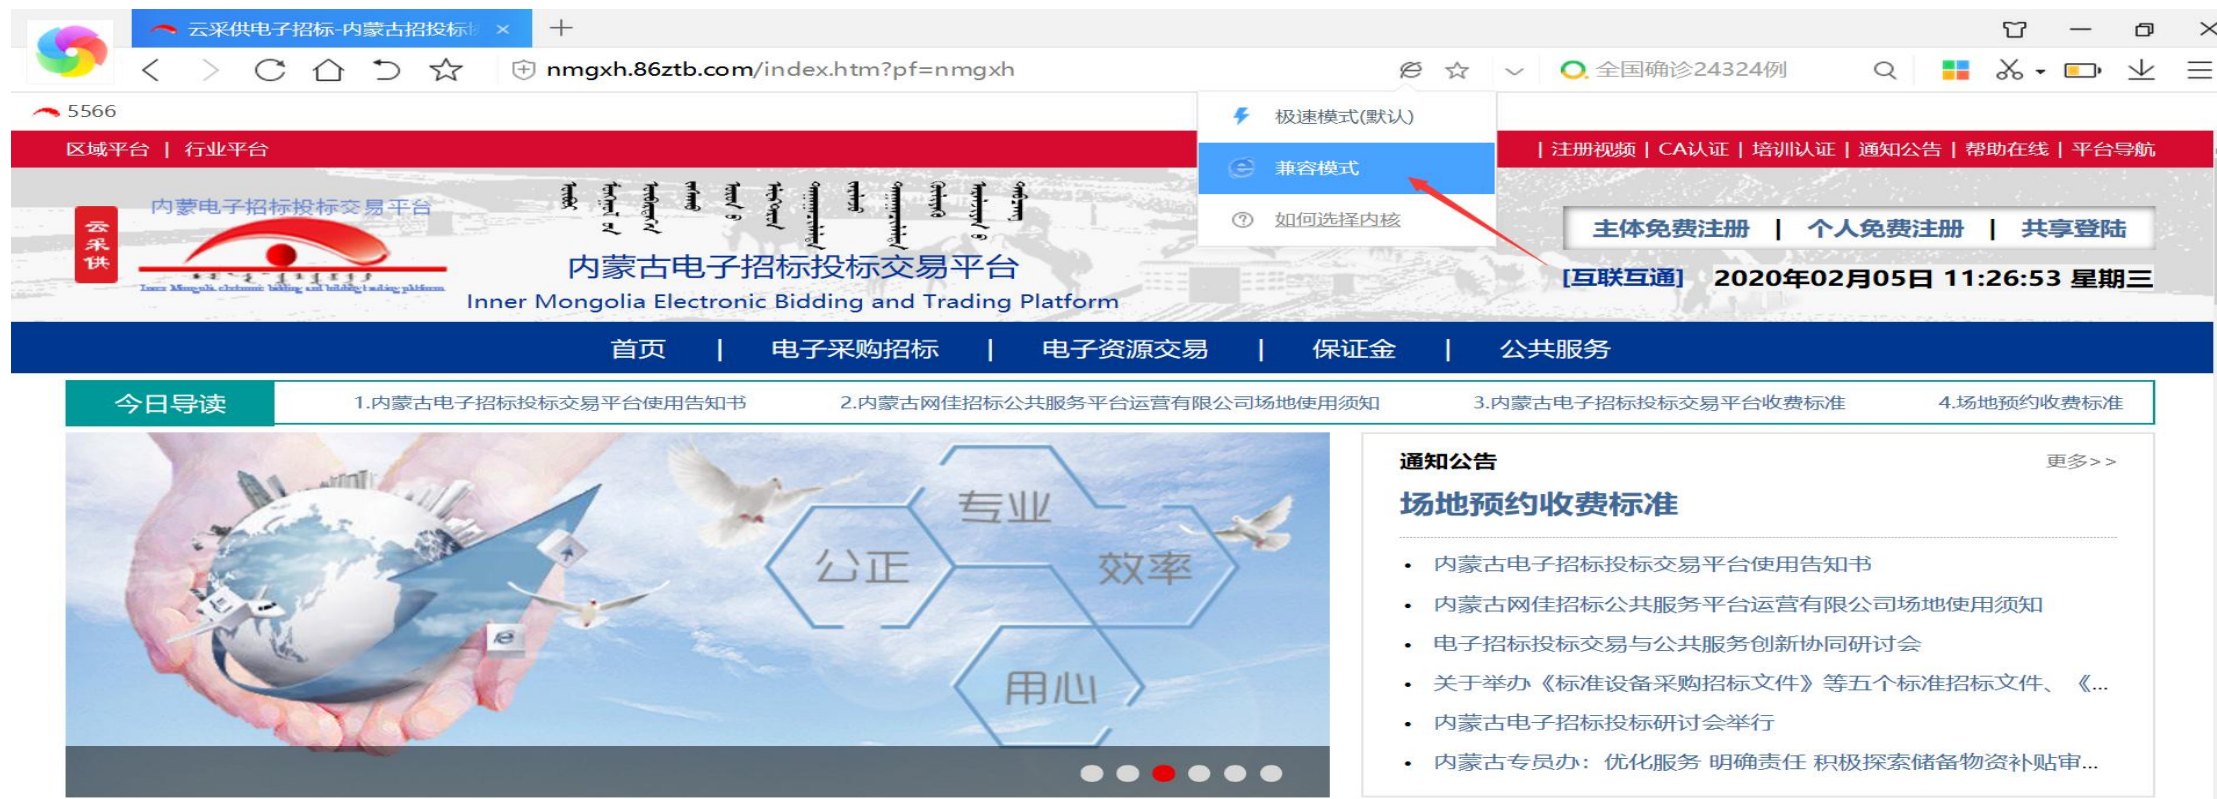 云采供电子招标-内蒙古招投标
nmgxh.86ztb.com/index.htm?pf=nmgxh
全国确诊24324例
5566
极速模式(默认)
兼容模式
如何选择内核
区域平台 | 行业平台
| 注册视频 | CA认证 | 培训认证 | 通知公告 | 帮助在线 | 平台导航
云采供
内蒙电子招标投标交易平台
Inner Mongolia electronic bidding and bidding trading platform
内蒙古电子招标投标交易平台
Inner Mongolia Electronic Bidding and Trading Platform
主体免费注册 | 个人免费注册 | 共享登陆
[互联互通] 2020年02月05日 11:26:53 星期三
首页 | 电子采购招标 | 电子资源交易 | 保证金 | 公共服务
今日导读 1.内蒙古电子招标投标交易平台使用告知书 2.内蒙古网佳招标公共服务平台运营有限公司场地使用须知 3.内蒙古电子招标投标交易平台收费标准 4.场地预约收费标准
专业
公正
效率
用心
通知公告 更多>>
场地预约收费标准
• 内蒙古电子招标投标交易平台使用告知书
• 内蒙古网佳招标公共服务平台运营有限公司场地使用须知
• 电子招标投标交易与公共服务创新协同研讨会
• 关于举办《标准设备采购招标文件》等五个标准招标文件、《...
• 内蒙古电子招标投标研讨会举行
• 内蒙古专员办：优化服务 明确责任 积极探索储备物资补贴审...